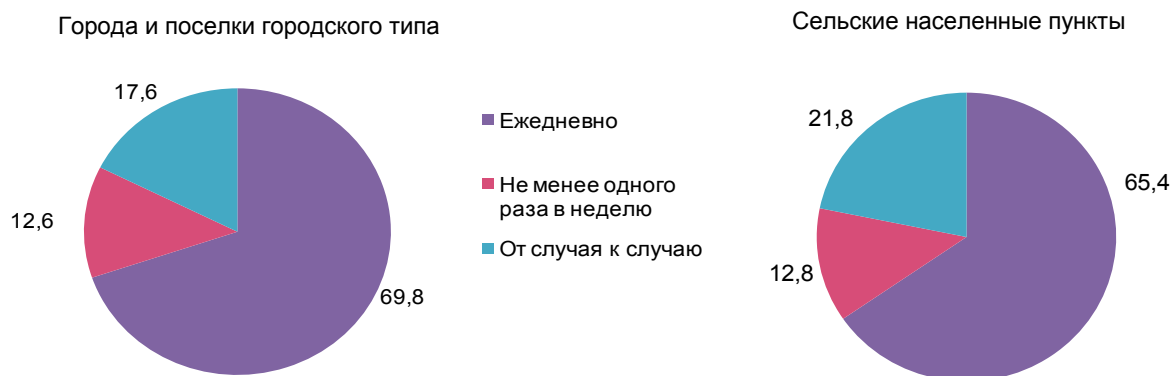 Города и поселки городского типа
17,6
12,6
69,8
Ежедневно
Не менее одного
раза в неделю
От случая к случаю
Сельские населенные пункты
21,8
65,4
12,8